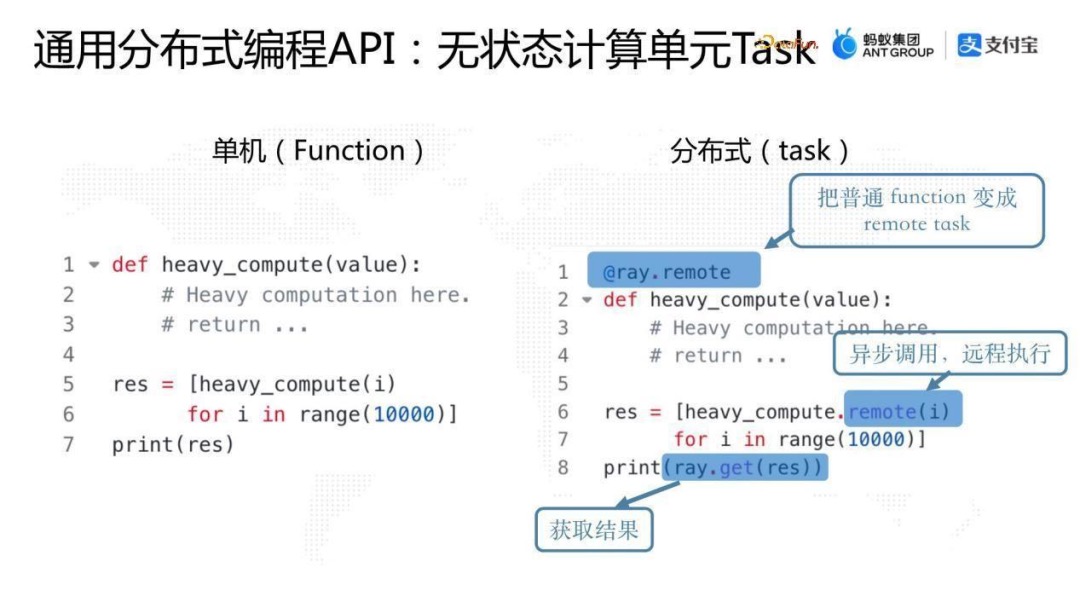 通用分布式编程API：无状态计算单元Task
蚂蚁集团
ANT GROUP
支付宝
单机（Function）
分布式（task）
把普通 function 变成
remote task
1 def heavy_compute(value):
2 # Heavy computation here.
3 # return ...
4
5 res = [heavy_compute(i)
6 for i in range(10000)]
7 print(res)
1 @ray.remote
2 def heavy_compute(value):
3 # Heavy computation here.
4 # return ...
5
6 res = [heavy_compute.remote(i)
7 for i in range(10000)]
8 print(ray.get(res))
异步调用，远程执行
获取结果